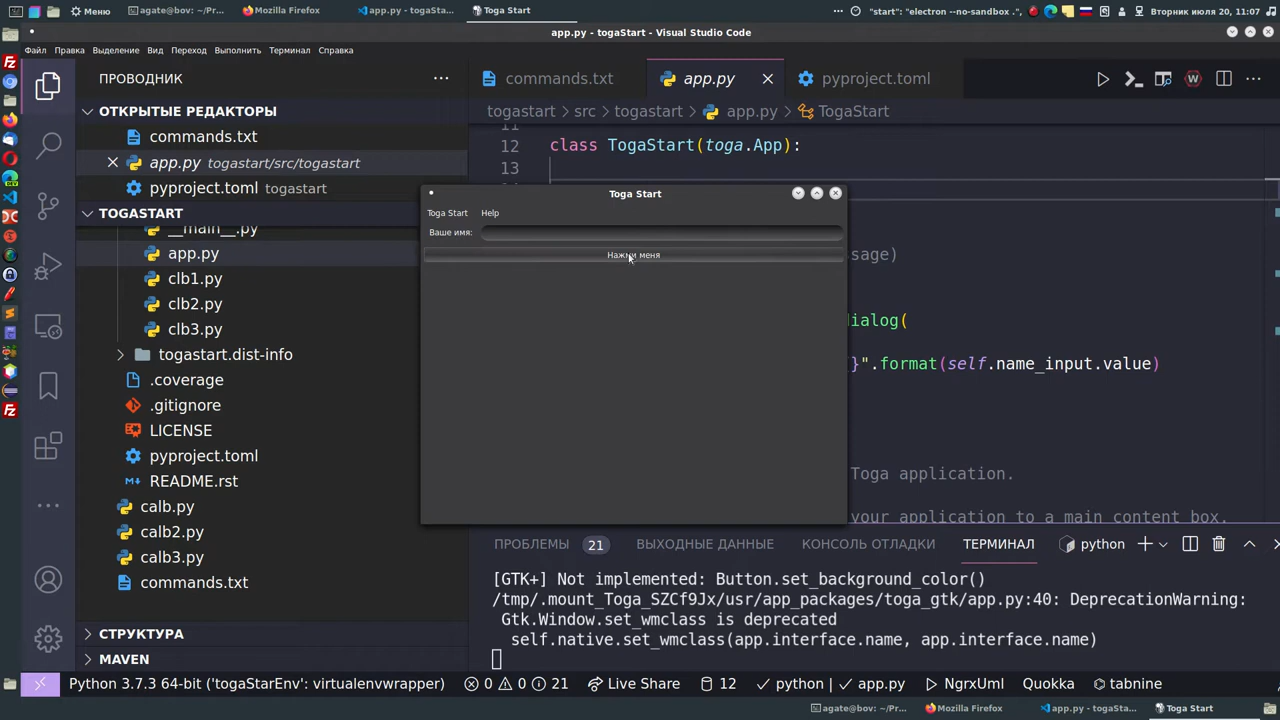 Меню
agate@bov: ~/Pr...
Mozilla Firefox
app.py - togaSta...
Toga Start
"start": "electron --no-sandbox .",
Вторник июля 20, 11:07
app.py - togaStart - Visual Studio Code
Файл Правка Выделение Вид Переход Выполнить Терминал Справка
ПРОВОДНИК
commands.txt
app.py
pyproject.toml
ОТКРЫТЫЕ РЕДАКТОРЫ
togastart
src
togastart
app.py
TogaStart
commands.txt
app.py togastart/src/togastart
pyproject.toml togastart
TOGASTART
__main__.py
app.py
clb1.py
clb2.py
clb3.py
togastart.dist-info
.coverage
.gitignore
LICENSE
pyproject.toml
README.rst
calb.py
calb2.py
calb3.py
commands.txt
СТРУКТУРА
MAVEN
11
12 class TogaStart(toga.App):
13
Toga Start
Toga Start Help
Ваше имя:
Нажми меня
sage)
dialog(
}".format(self.name_input.value)
Toga application.
your application to a main content box.
ПРОБЛЕМЫ 21 ВЫХОДНЫЕ ДАННЫЕ КОНСОЛЬ ОТЛАДКИ ТЕРМИНАЛ python
[GTK+] Not implemented: Button.set_background_color()
/tmp/.mount_Toga_SZCf9Jx/usr/app_packages/toga_gtk/app.py:40: DeprecationWarning:
Gtk.Window.set_wmclass is deprecated
self.native.set_wmclass(app.interface.name, app.interface.name)
Python 3.7.3 64-bit ('togaStarEnv': virtualenvwrapper) 0 0 21 Live Share 12 python | app.py NgrxUml Quokka tabnine
agate@bov: ~/Pr...
Mozilla Firefox
app.py - togaSta...
Toga Start